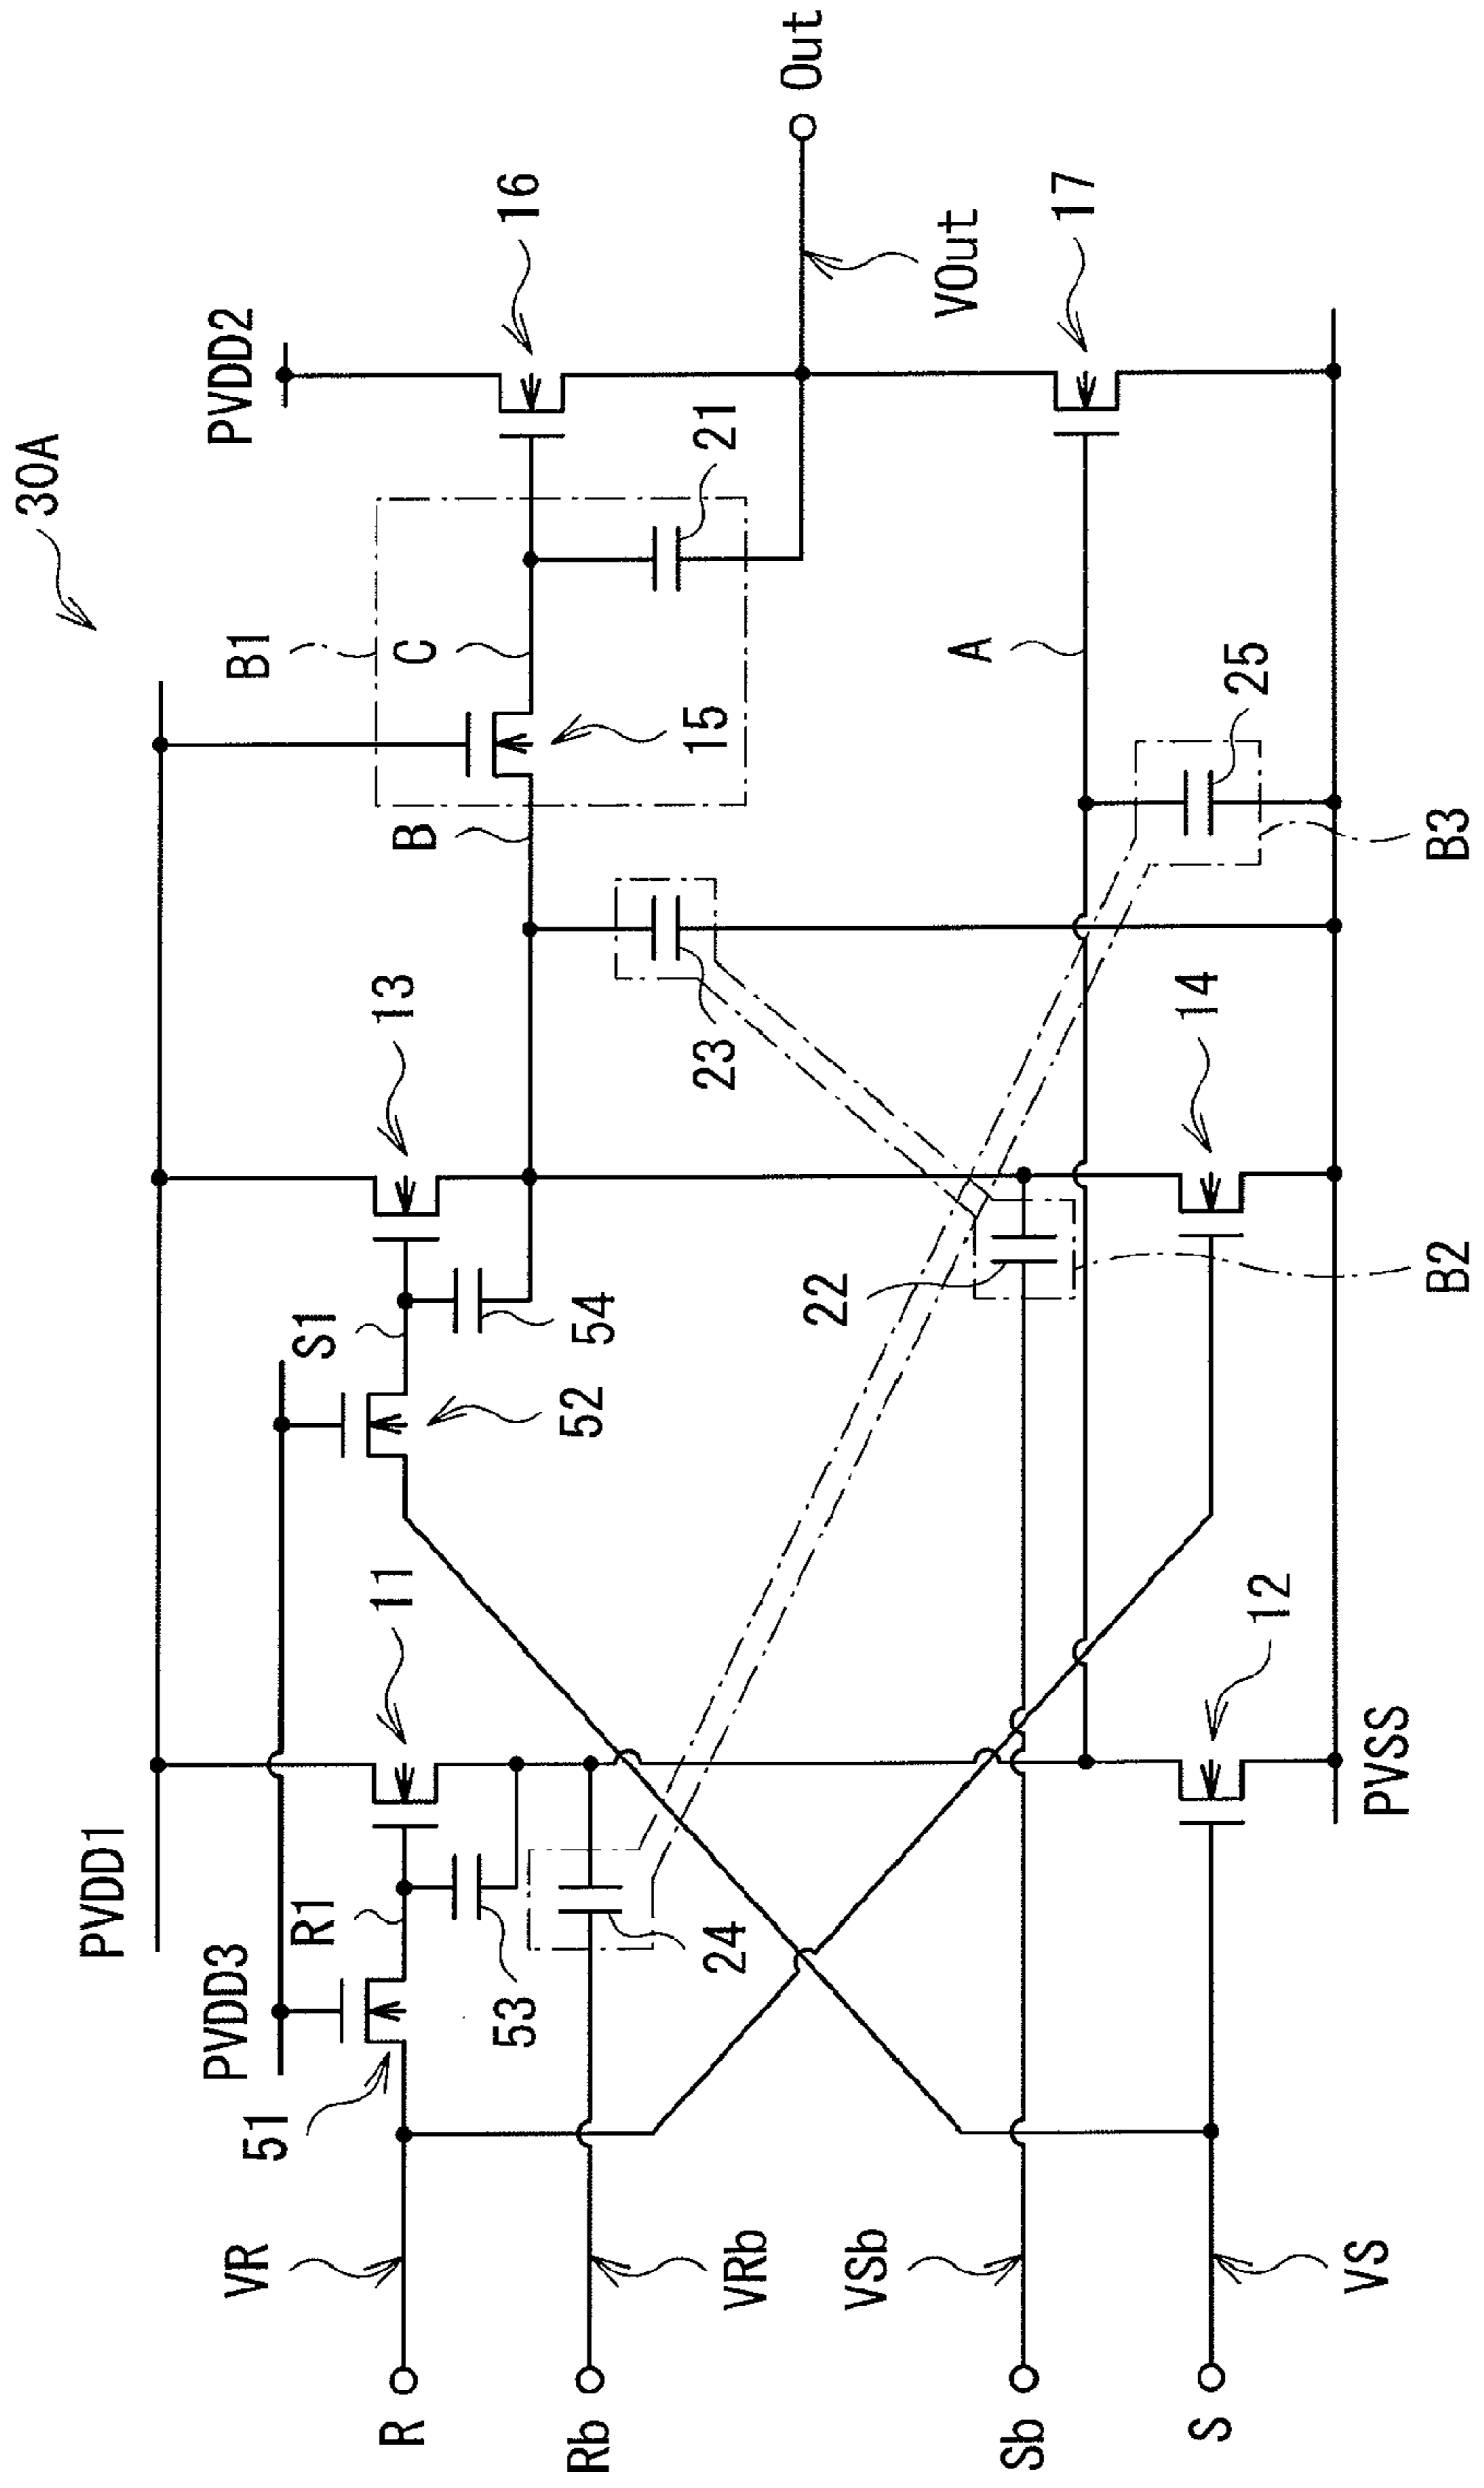 30A
PVDD1
PVDD3
PVDD2
B1
R1
S1
11
13
16
51
52
53
54
B
C
15
21
VR
R
24
23
VRb
Rb
Out
VOut
VSb
Sb
22
A
17
VS
S
12
14
25
PVSS
B2
B3